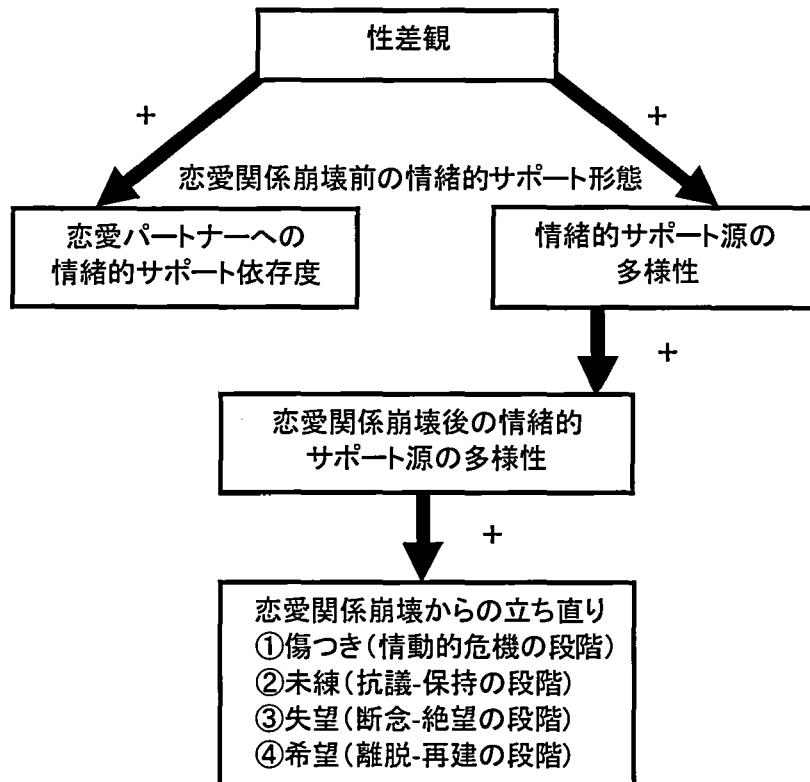 性差観
+
+
恋愛関係崩壊前の情緒的サポート形態
恋愛パートナーへの
情緒的サポート依存度
情緒的サポート源の
多様性
+
恋愛関係崩壊後の情緒的
サポート源の多様性
+
恋愛関係崩壊からの立ち直り
①傷つき(情動的危機の段階)
②未練(抗議-保持の段階)
③失望(断念-絶望の段階)
④希望(離脱-再建の段階)